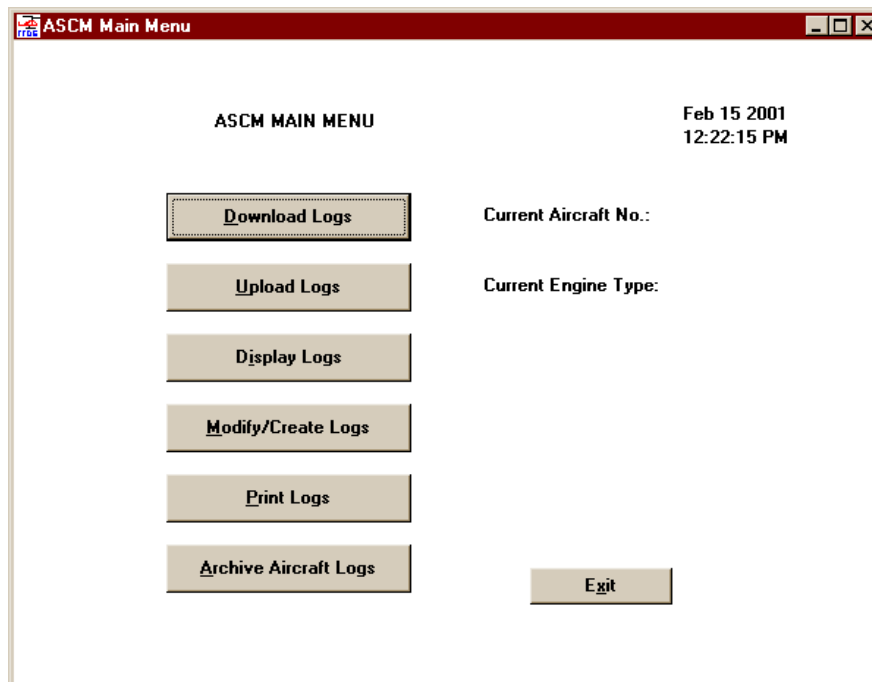 ASCM Main Menu
ASCM MAIN MENU
Feb 15 2001
12:22:15 PM
Download Logs
Current Aircraft No.:
Upload Logs
Current Engine Type:
Display Logs
Modify/Create Logs
Print Logs
Archive Aircraft Logs
Exit